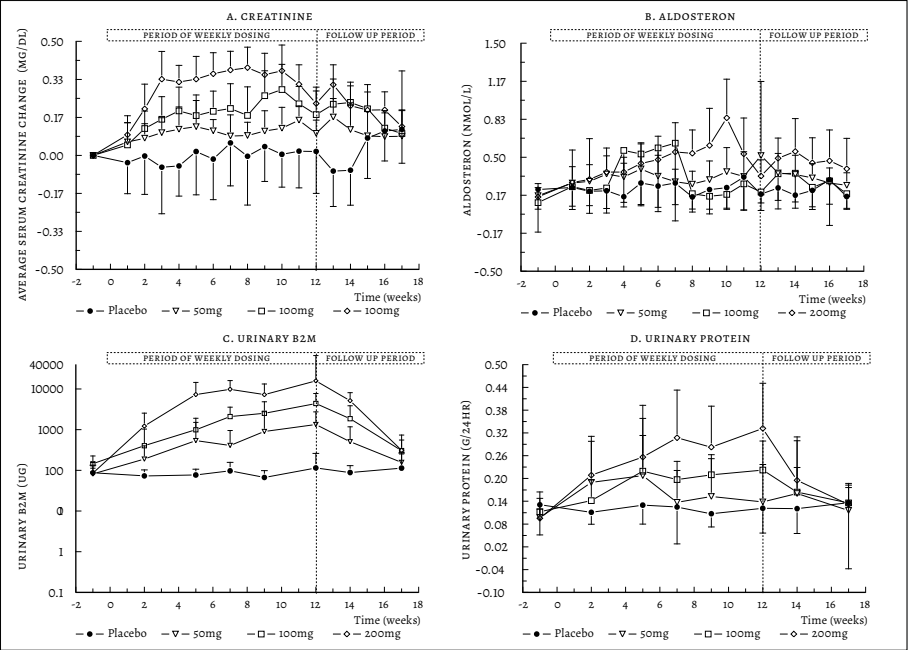 A. CREATININE
PERIOD OF WEEKLY DOSING
FOLLOW UP PERIOD
AVERAGE SERUM CREATININE CHANGE (MG/DL)
0.50
0.33
0.17
0.00
-0.17
-0.33
-0.50
-2 0 2 4 6 8 10 12 14 16 18
Time (weeks)
Placebo 50mg 100mg 100mg
B. ALDOSTERON
PERIOD OF WEEKLY DOSING
FOLLOW UP PERIOD
ALDOSTERON (NMOL/L)
1.50
1.17
0.83
0.50
0.17
-0.17
-0.50
-2 0 2 4 6 8 10 12 14 16 18
Time (weeks)
Placebo 50mg 100mg 200mg
C. URINARY B2M
PERIOD OF WEEKLY DOSING
FOLLOW UP PERIOD
URINARY B2M (UG)
40000
10000
1000
100
0
1
0.1
-2 0 2 4 6 8 10 12 14 16 18
Time (weeks)
Placebo 50mg 100mg 200mg
D. URINARY PROTEIN
PERIOD OF WEEKLY DOSING
FOLLOW UP PERIOD
URINARY PROTEIN (G/24HR)
0.50
0.44
0.38
0.32
0.26
0.20
0.14
0.08
0.02
-0.04
-0.10
-2 0 2 4 6 8 10 12 14 16 18
Time (weeks)
Placebo 50mg 100mg 200mg